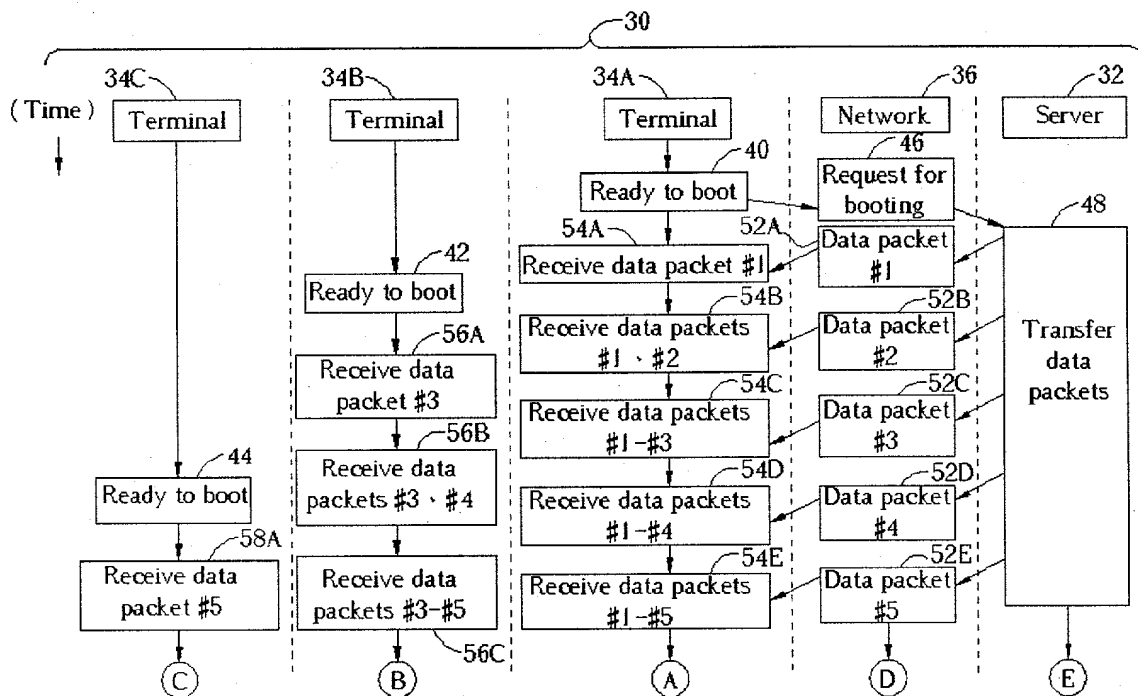 30
34C
34B
34A
36
32
(Time)
Terminal
Terminal
Terminal
Network
Server
40
46
Ready to boot
Request for
booting
48
54A
52A
Receive data packet #1
Data packet
#1
42
Ready to boot
54B
52B
Receive data packets
#1、#2
Data packet
#2
Transfer
data
packets
56A
Receive data
packet #3
54C
52C
Receive data packets
#1-#3
Data packet
#3
56B
Receive data
packets #3、#4
44
Ready to boot
54D
52D
Receive data packets
#1-#4
Data packet
#4
58A
Receive data
packet #5
Receive data
packets #3-#5
56C
54E
52E
Receive data packets
#1-#5
Data packet
#5
C
B
A
D
E